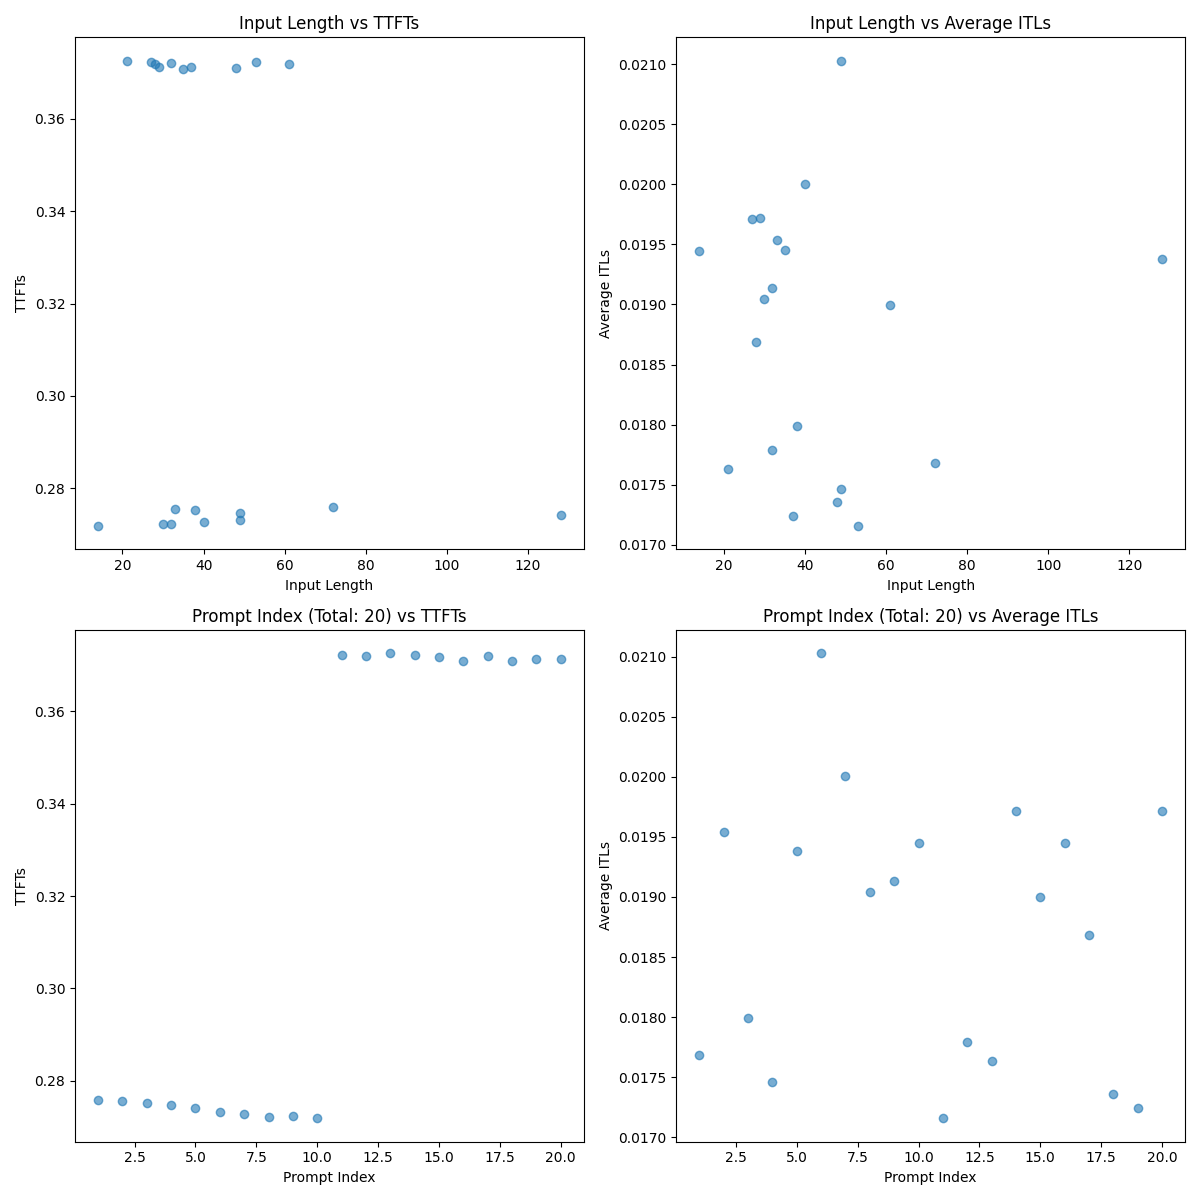 Input Length vs TTFTs
0.36
0.34
0.32
0.30
0.28
TTFTs
20 40 60 80 100 120
Input Length
Input Length vs Average ITLs
0.0210
0.0205
0.0200
0.0195
0.0190
0.0185
0.0180
0.0175
0.0170
Average ITLs
20 40 60 80 100 120
Input Length
Prompt Index (Total: 20) vs TTFTs
0.36
0.34
0.32
0.30
0.28
TTFTs
2.5 5.0 7.5 10.0 12.5 15.0 17.5 20.0
Prompt Index
Prompt Index (Total: 20) vs Average ITLs
0.0210
0.0205
0.0200
0.0195
0.0190
0.0185
0.0180
0.0175
0.0170
Average ITLs
2.5 5.0 7.5 10.0 12.5 15.0 17.5 20.0
Prompt Index